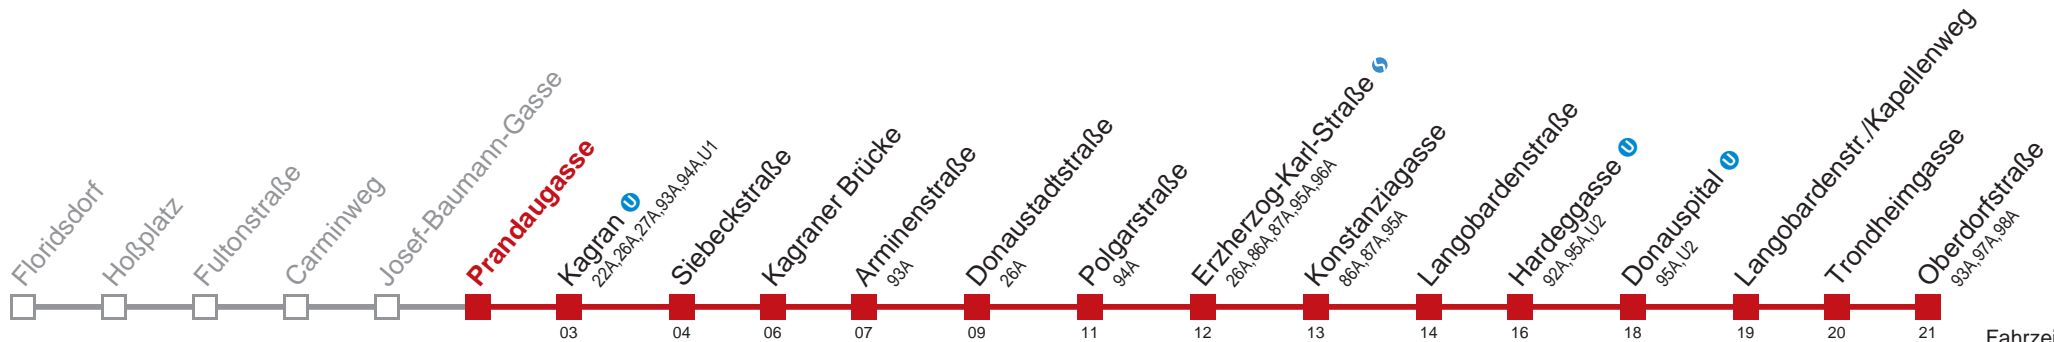 Floridsdorf
Hoßplatz
Fultonstraße
Carminweg
Josef-Baumann-Gasse
Prandaugasse
Kagran U
22A,26A,27A,93A,94A,U1
Siebeckstraße
Kagraner Brücke
Arminenstraße
93A
Donaustadtstraße
26A
Polgarstraße
94A
Erzherzog-Karl-Straße S
26A,86A,87A,95A,96A
Konstanziagasse
86A,87A,95A
Langobardenstraße
Hardeggasse U
92A,95A,U2
Donauspital U
95A,U2
Langobardenstr./Kapellenweg
Trondheimgasse
Oberdorfstraße
93A,97A,98A
03 04 06 07 09 11 12 13 14 16 18 19 20 21
Fahrzei